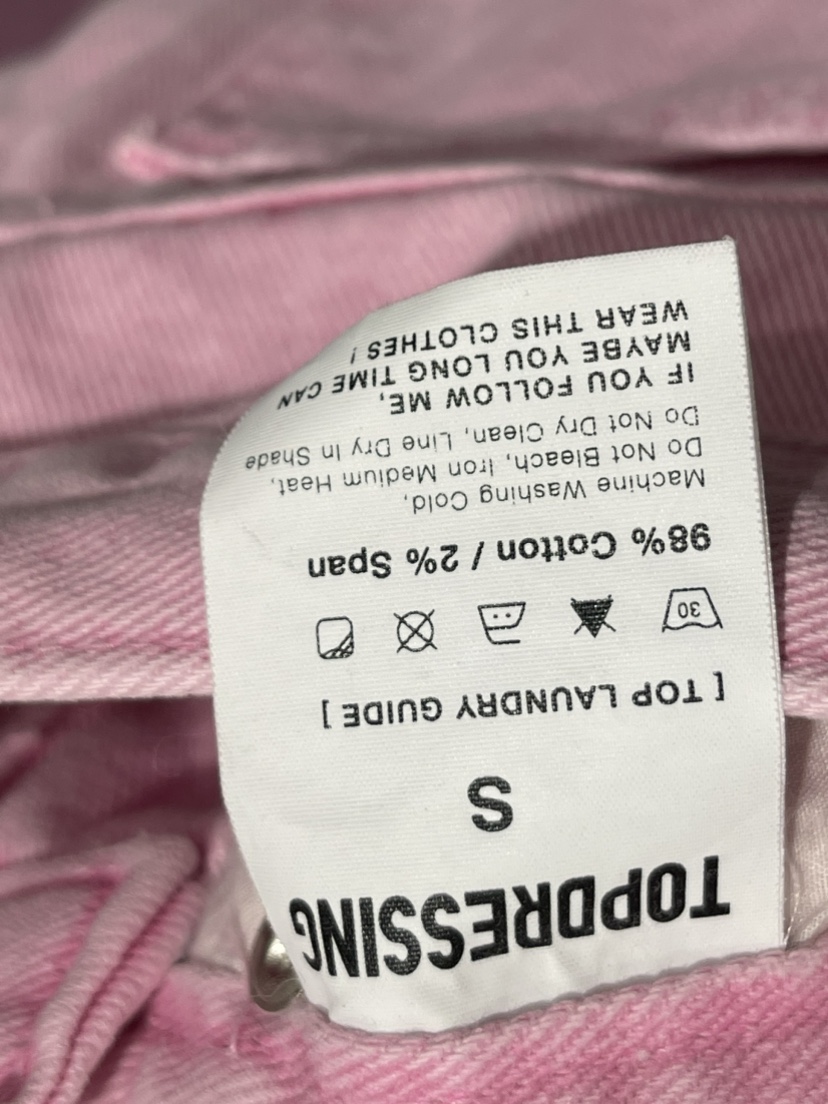 TOPDRESSING
S
[ TOP LAUNDRY GUIDE ]
30
98% Cotton / 2% Span
Machine Washing Cold,
Do Not Bleach, Iron Medium Heat,
Do Not Dry Clean, Line Dry In Shade
IF YOU FOLLOW ME,
MAYBE YOU LONG TIME CAN
WEAR THIS CLOTHES !